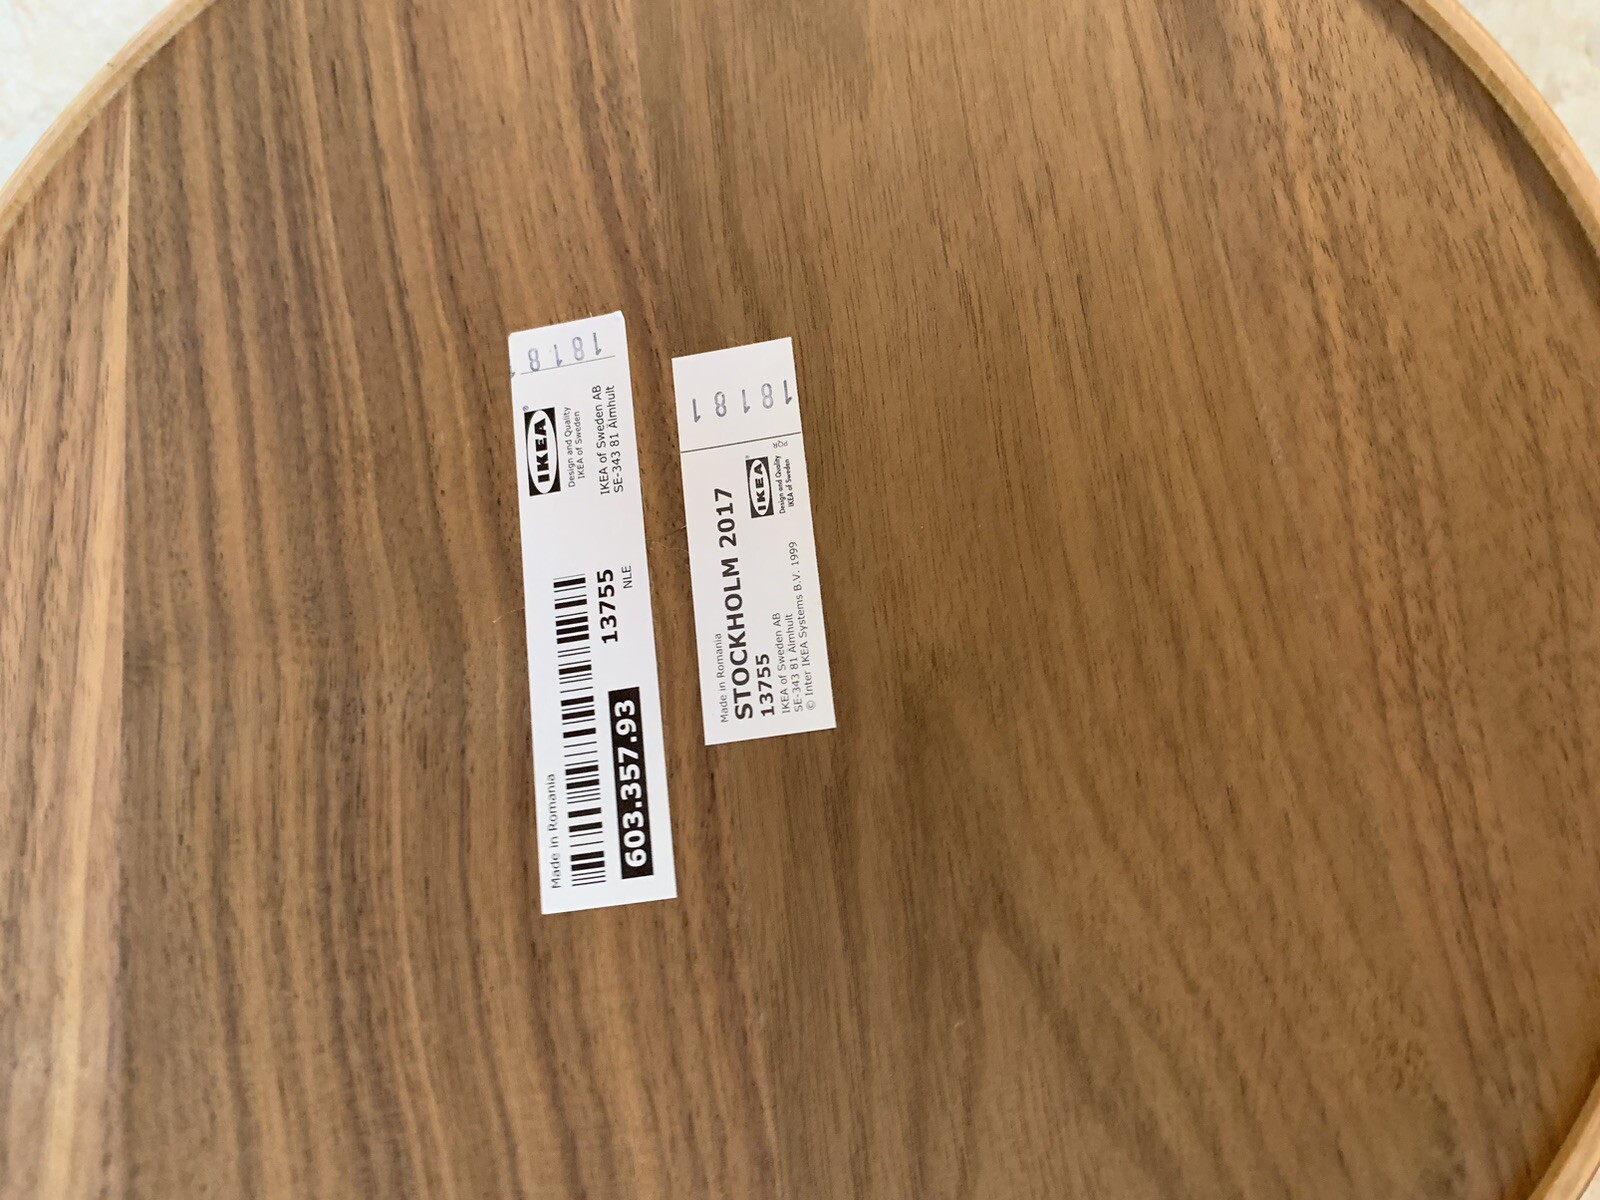 1818
IKEA
Design and Quality
IKEA of Sweden
IKEA of Sweden AB
SE-343 81 Älmhult
Made in Romania
13755
NLE
603.357.93
18181
Made in Romania
STOCKHOLM 2017
13755
IKEA of Sweden AB
SE-343 81 Älmhult
© Inter IKEA Systems B.V. 1999
IKEA
Design and Quality
IKEA of Sweden